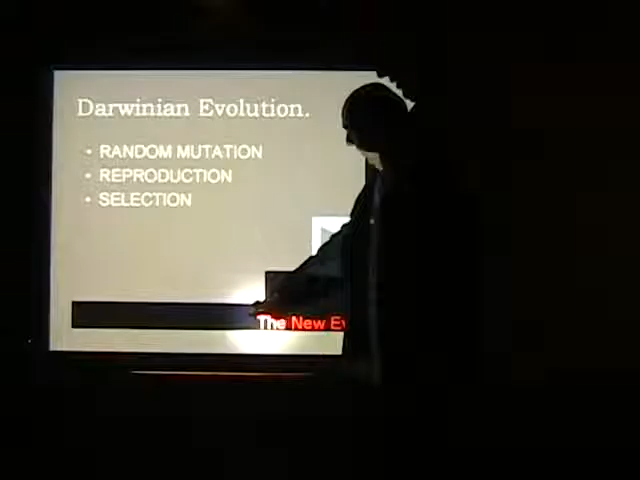 Darwinian Evolution.
• RANDOM MUTATION
• REPRODUCTION
• SELECTION
The New Ev